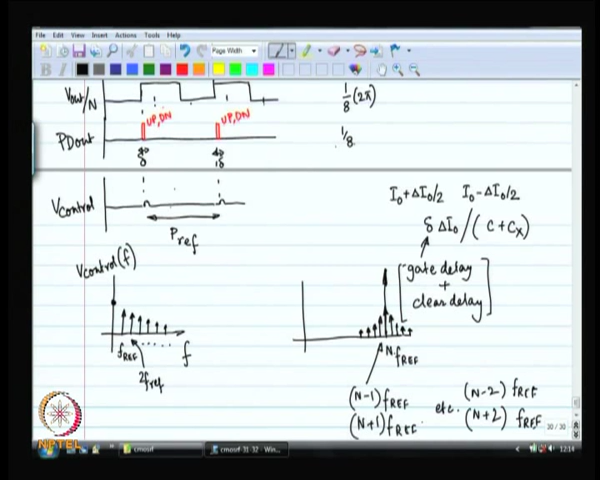 File Edit View Insert Actions Tools Help
Page Width
B I
Vout/N
UP, DN UP, DN
1/8 (2π)
PDout
1/8
δ δ
Vcontrol
I0+ΔI0/2 I0-ΔI0/2
δ ΔI0/(C+Cx)
Pref
Vcontrol(f)
gate delay
+
clear delay
fREF
f
2fref
N.fREF
(N-1)fREF
(N+1)fREF
etc.
(N-2) fREF
(N+2) fREF
30/30
NPTEL
cmosrf
cmosrf-31-32 - Win...
12:14